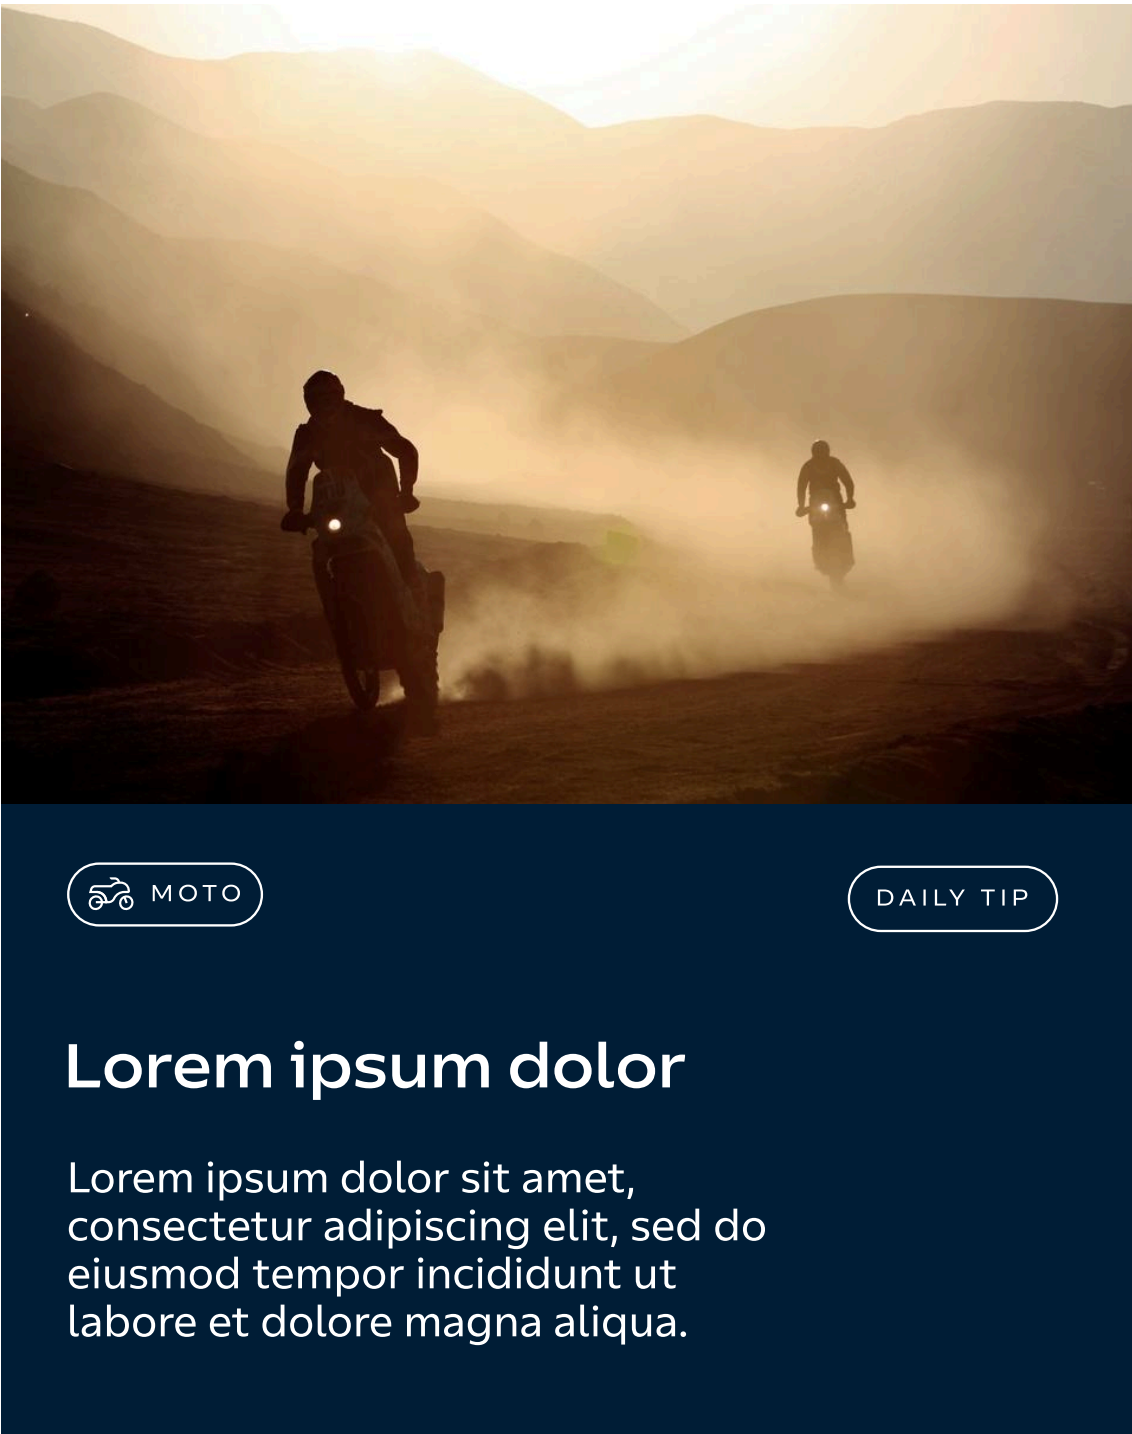 MOTO
DAILY TIP
Lorem ipsum dolor
Lorem ipsum dolor sit amet,
consectetur adipiscing elit, sed do
eiusmod tempor incididunt ut
labore et dolore magna aliqua.